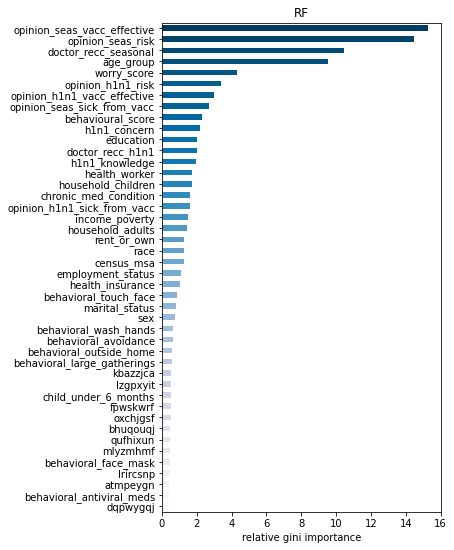 RF
opinion_seas_vacc_effective
opinion_seas_risk
doctor_recc_seasonal
age_group
worry_score
opinion_h1n1_risk
opinion_h1n1_vacc_effective
opinion_seas_sick_from_vacc
behavioural_score
h1n1_concern
education
doctor_recc_h1n1
h1n1_knowledge
health_worker
household_children
chronic_med_condition
opinion_h1n1_sick_from_vacc
income_poverty
household_adults
rent_or_own
race
census_msa
employment_status
health_insurance
behavioral_touch_face
marital_status
sex
behavioral_wash_hands
behavioral_avoidance
behavioral_outside_home
behavioral_large_gatherings
kbazzjca
lzgpxyit
child_under_6_months
fpwskwrf
oxchjgsf
bhuqouqj
qufhixun
mlyzmhmf
behavioral_face_mask
lrircsnp
atmpeygn
behavioral_antiviral_meds
dqpwygqj
0 2 4 6 8 10 12 14 16
relative gini importance